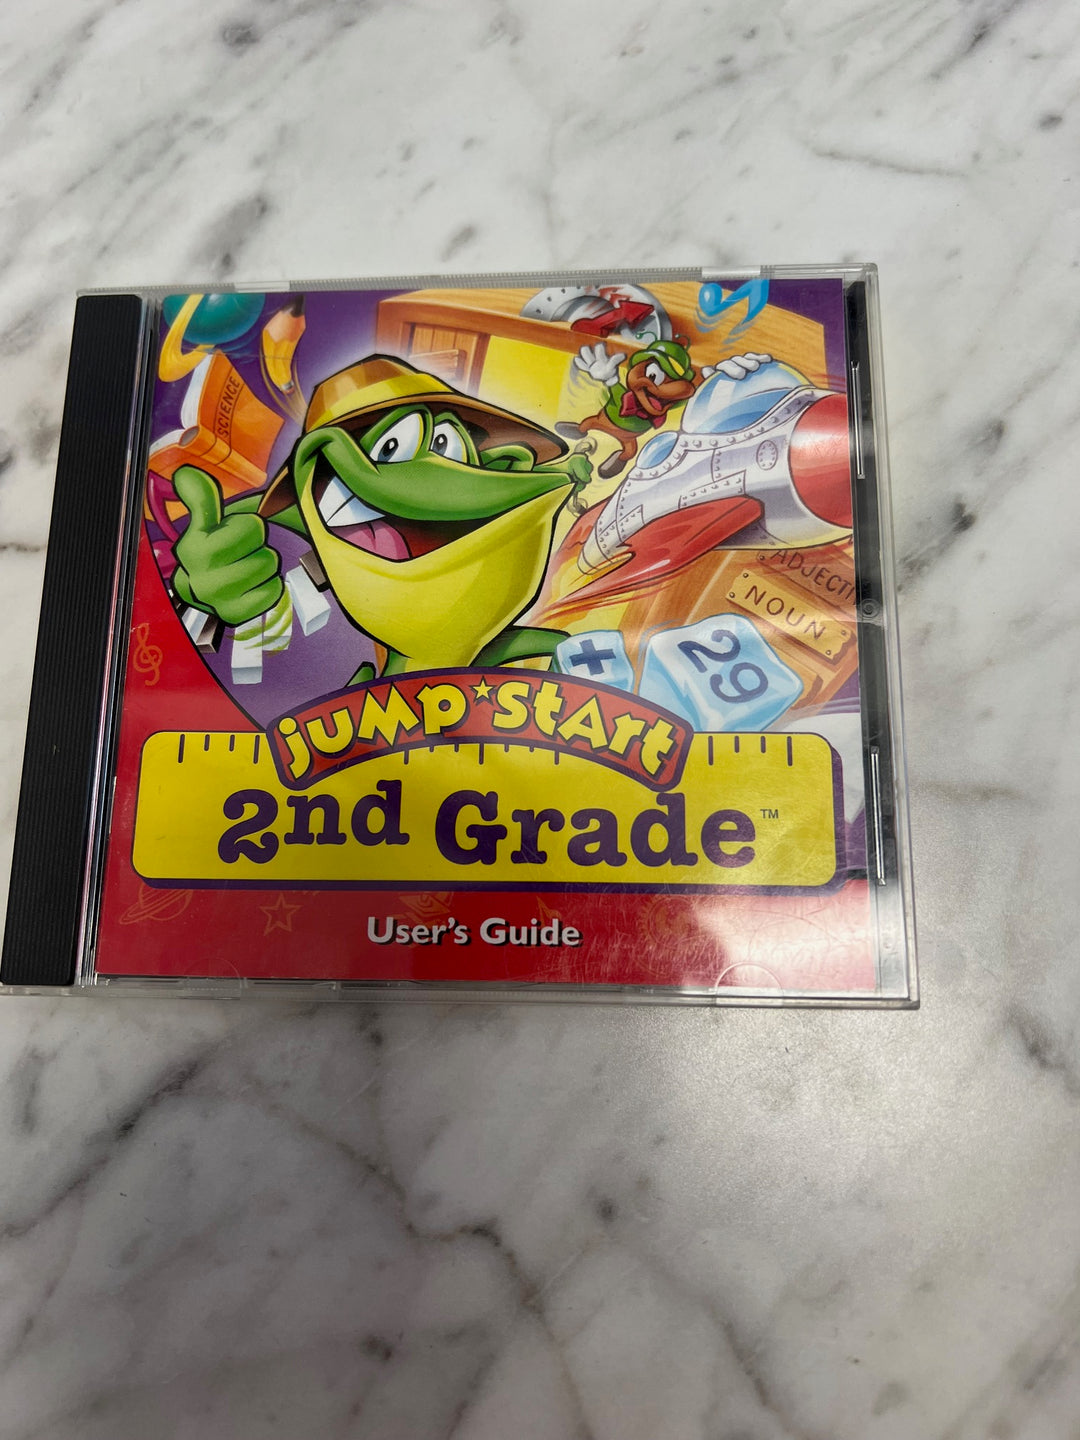 SCIENCE
ADJECTI
NOUN
+
29
jumpstart
2nd Grade™
User's Guide